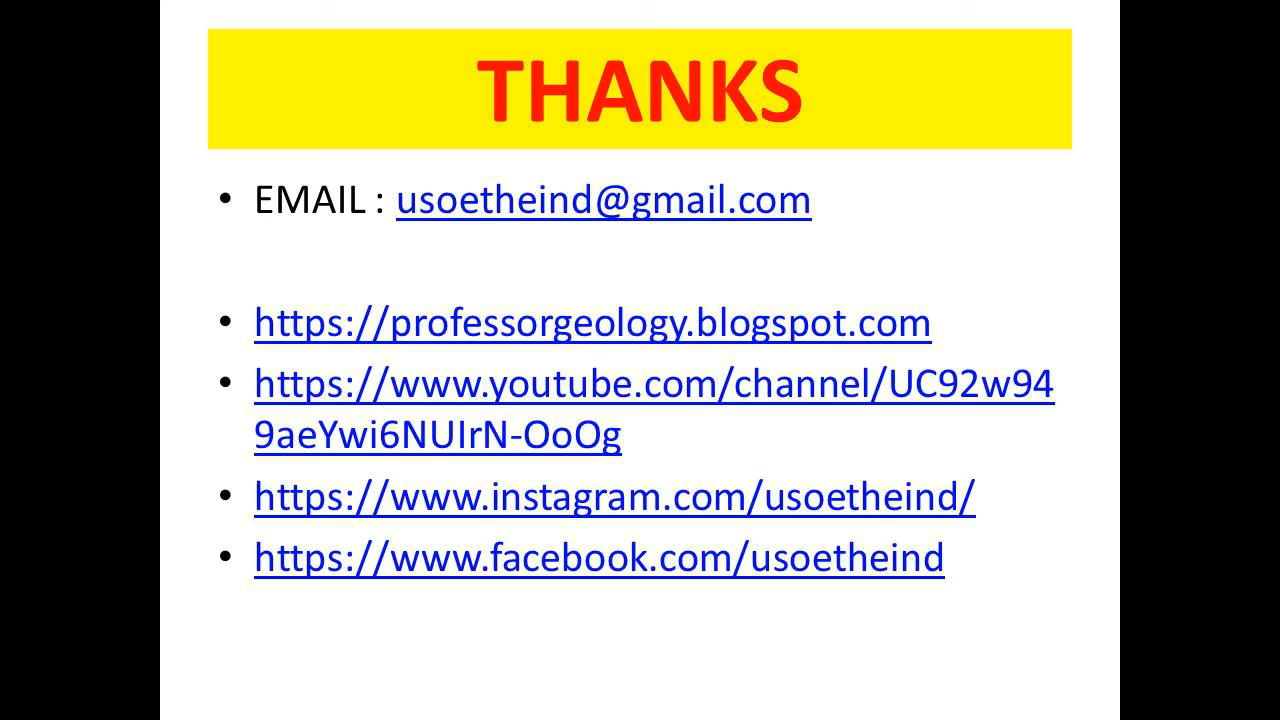 THANKS
• EMAIL : usoetheind@gmail.com
• https://professorgeology.blogspot.com
• https://www.youtube.com/channel/UC92w94
9aeYwi6NUIrN-OoOg
• https://www.instagram.com/usoetheind/
• https://www.facebook.com/usoetheind